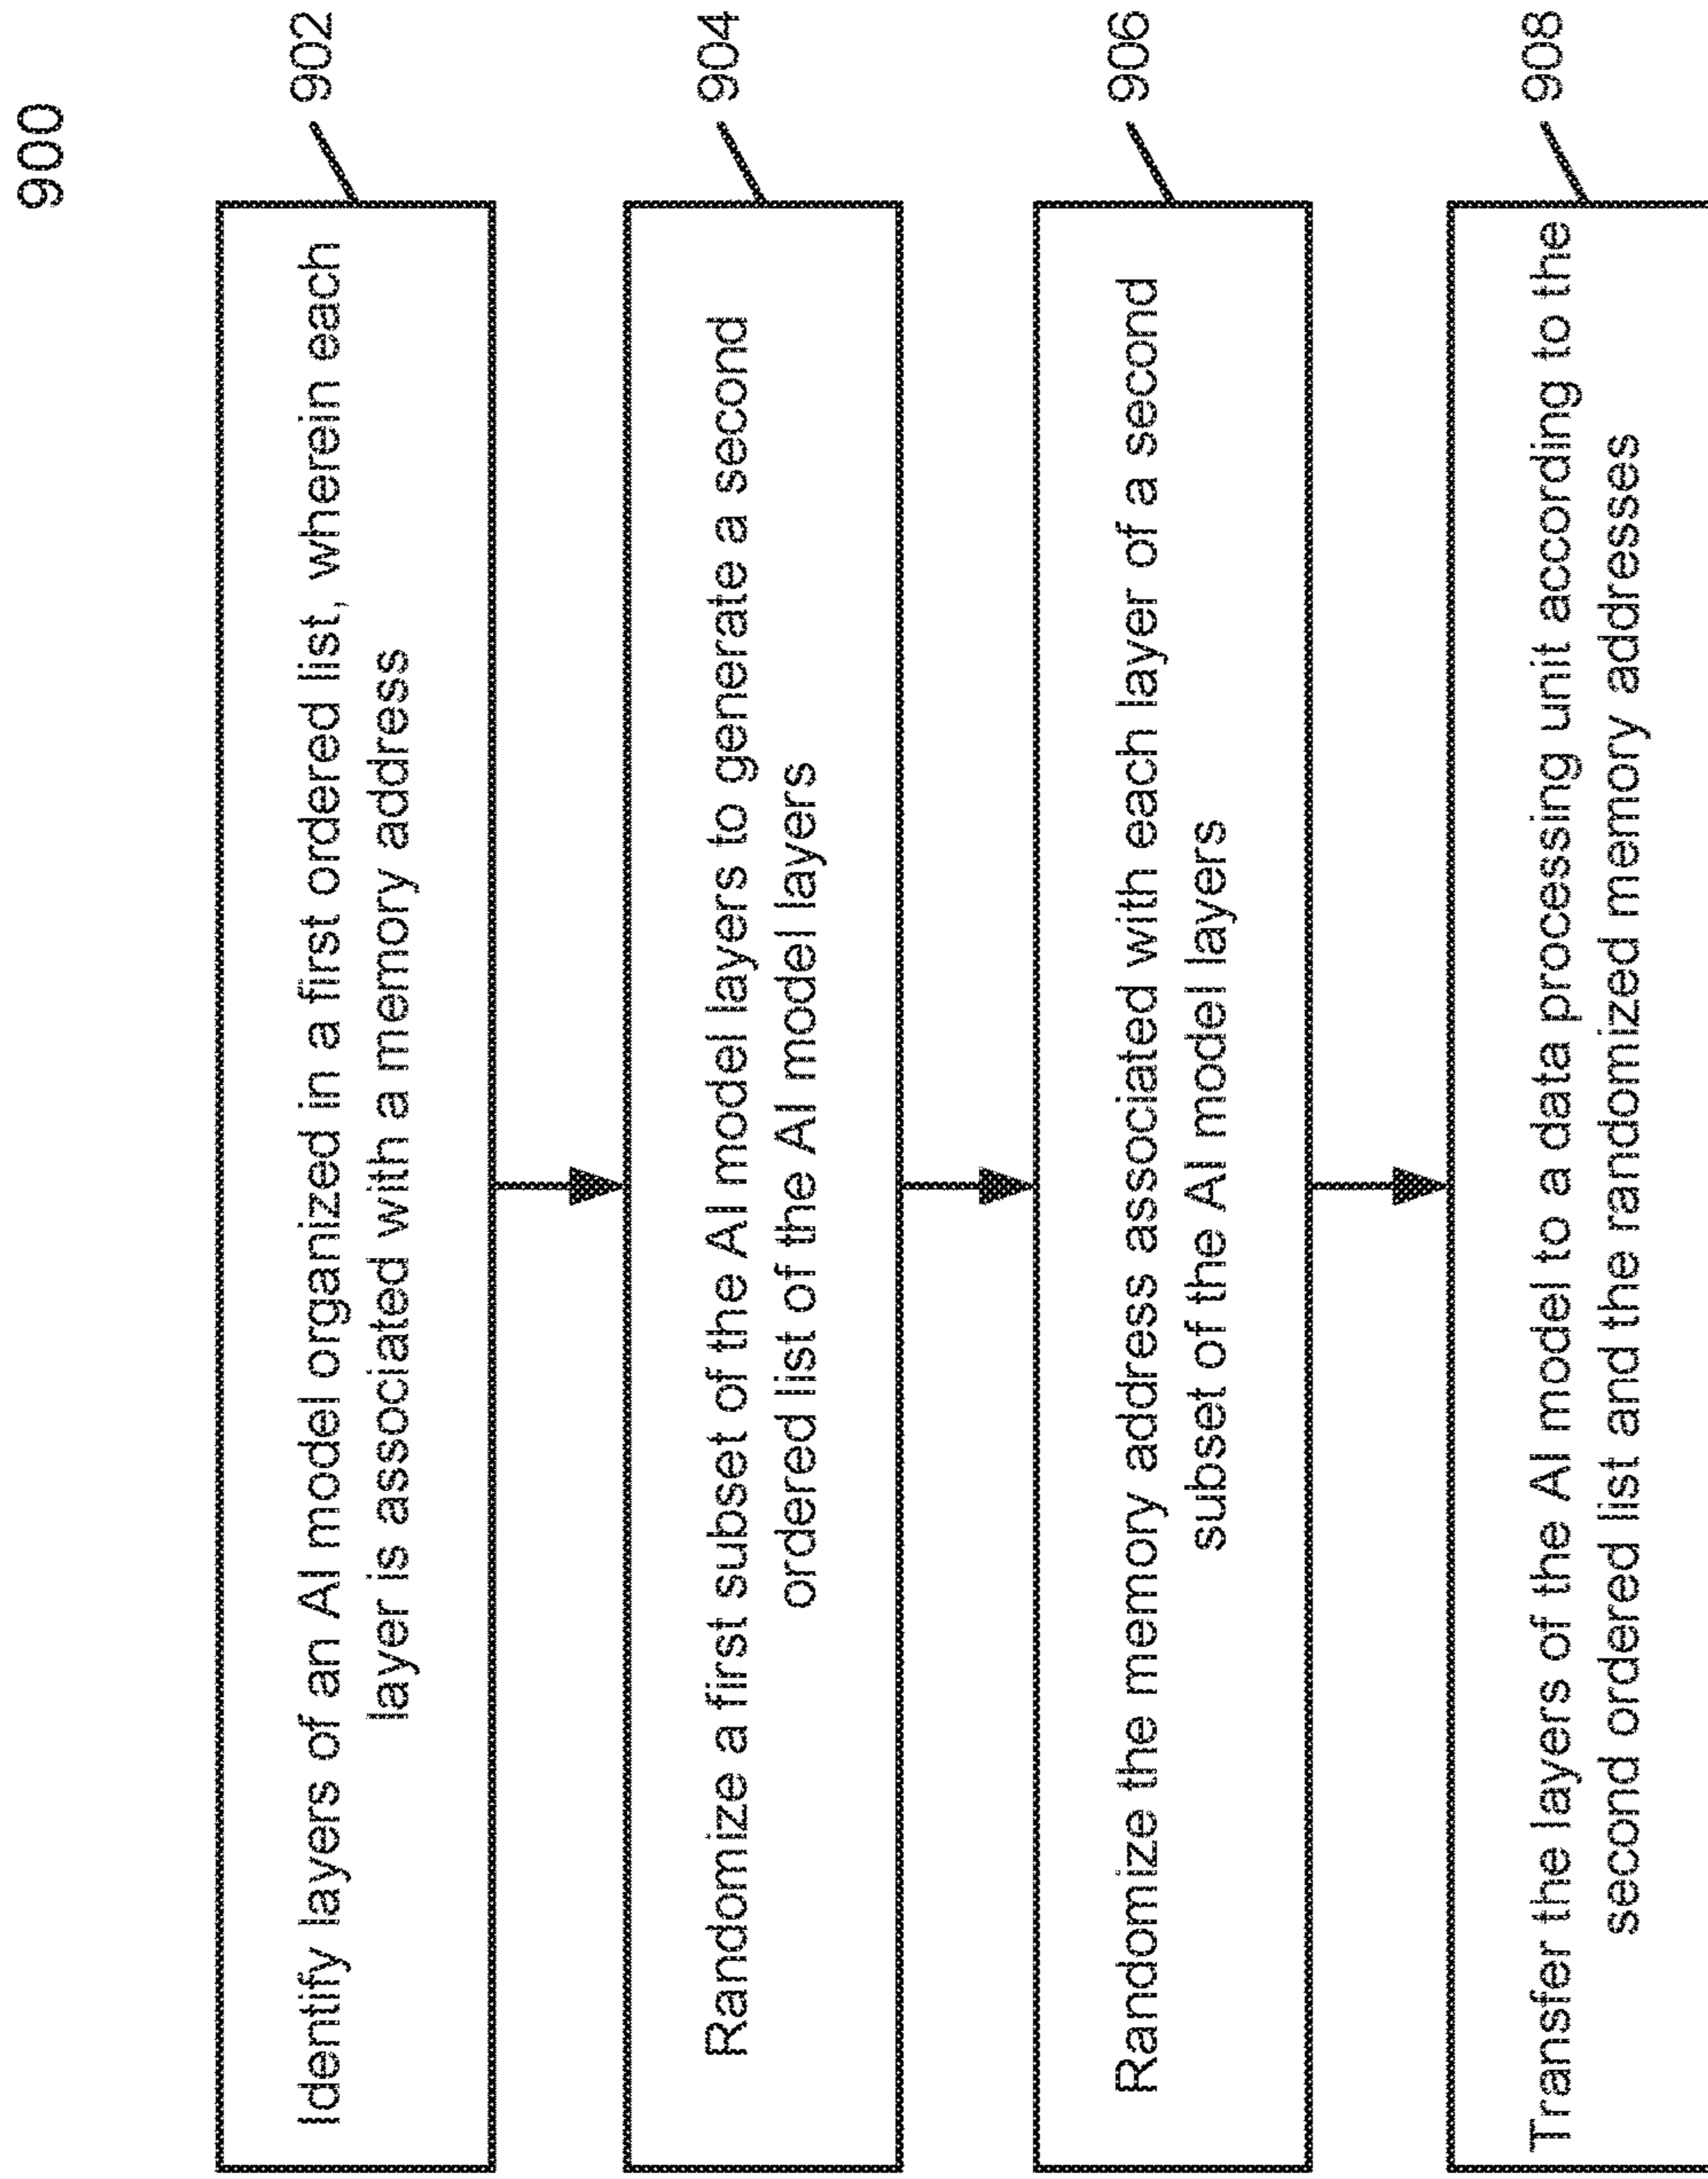 900
Identify layers of an AI model organized in a first ordered list, wherein each
layer is associated with a memory address
902
Randomize a first subset of the AI model layers to generate a second
ordered list of the AI model layers
904
Randomize the memory address associated with each layer of a second
subset of the AI model layers
906
Transfer the layers of the AI model to a data processing unit according to the
second ordered list and the randomized memory addresses
908